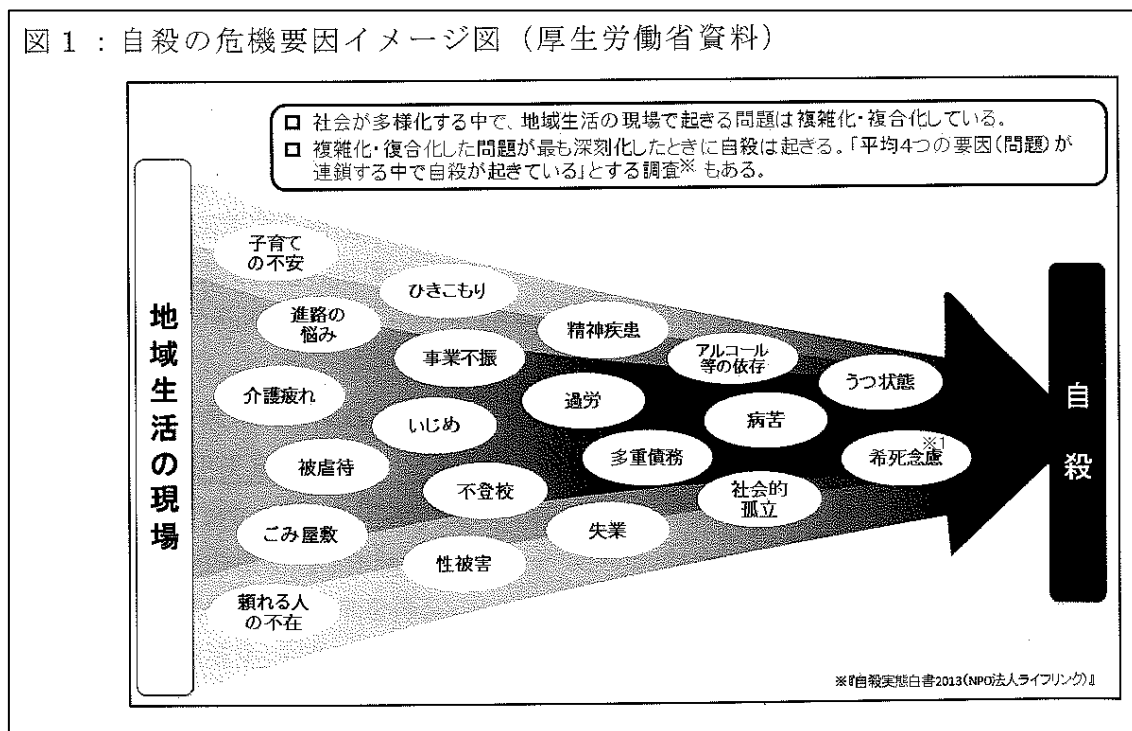 図1：自殺の危機要因イメージ図（厚生労働省資料）
□ 社会が多様化する中で、地域生活の現場で起きる問題は複雑化・複合化している。
□ 複雑化・復合化した問題が最も深刻化したときに自殺は起きる。「平均4つの要因(問題)が
連鎖する中で自殺が起きている」とする調査※ もある。
地域生活の現場
子育て
の不安
進路の
悩み
介護疲れ
被虐待
ごみ屋敷
頼れる人
の不在
ひきこもり
事業不振
いじめ
不登校
性被害
精神疾患
過労
多重債務
失業
アルコール
等の依存
病苦
社会的
孤立
うつ状態
※1
希死念慮
自殺
※『自殺実態白書2013(NPO法人ライフリンク)』